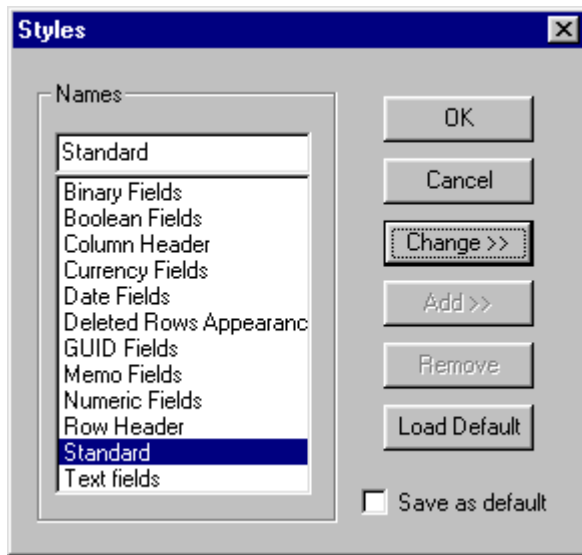 Styles
Names
Standard
Binary Fields
Boolean Fields
Column Header
Currency Fields
Date Fields
Deleted Rows Appearanc
GUID Fields
Memo Fields
Numeric Fields
Row Header
Standard
Text fields
OK
Cancel
Change >>
Add >>
Remove
Load Default
Save as default